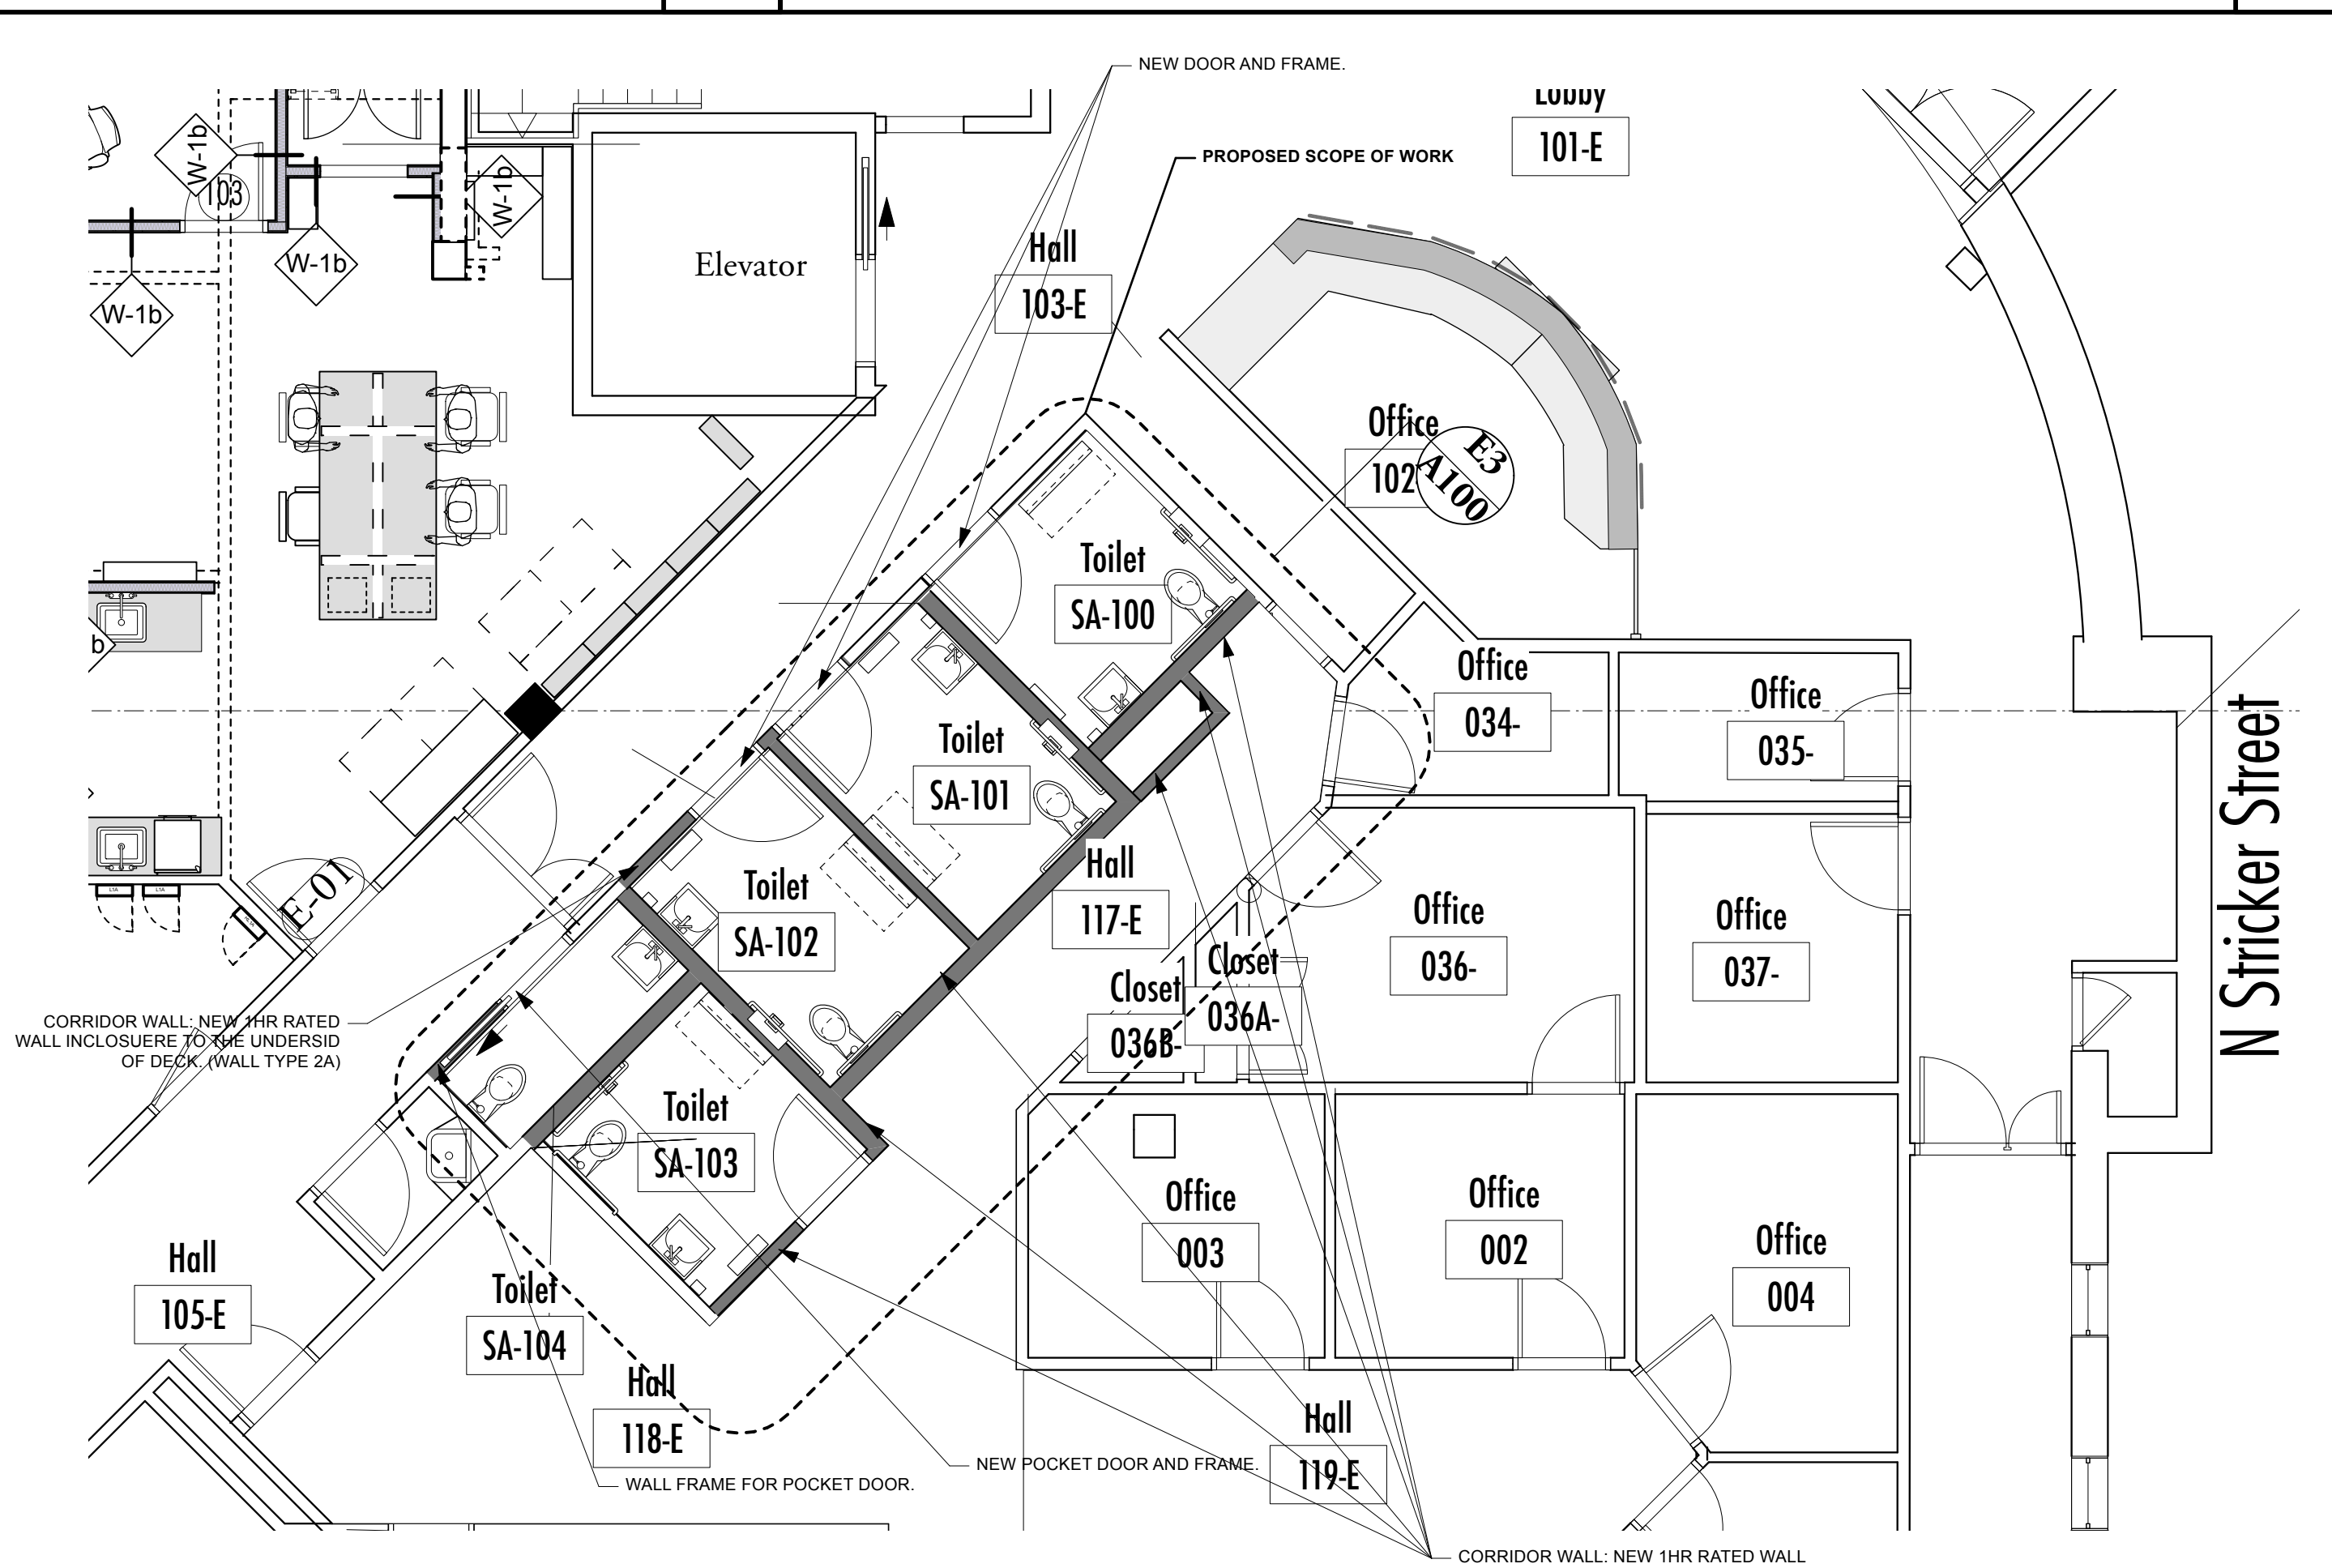 NEW DOOR AND FRAME.
Lobby
101-E
PROPOSED SCOPE OF WORK
W-1b
103
W-1b
W-1b
W-1b
Elevator
Hall
103-E
Office
102
E3
A100
Toilet
SA-100
b
Office
034-
Office
035-
Toilet
SA-101
N Stricker Street
Toilet
SA-102
Hall
117-E
E-01
LTA
LTA
Office
036-
Office
037-
Closet
036A-
Closet
036B-
CORRIDOR WALL: NEW 1HR RATED
WALL INCLOSUERE TO THE UNDERSID
OF DECK. (WALL TYPE 2A)
Toilet
SA-103
Office
003
Office
002
Office
004
Hall
105-E
Toilet
SA-104
Hall
118-E
Hall
119-E
NEW POCKET DOOR AND FRAME.
WALL FRAME FOR POCKET DOOR.
CORRIDOR WALL: NEW 1HR RATED WALL